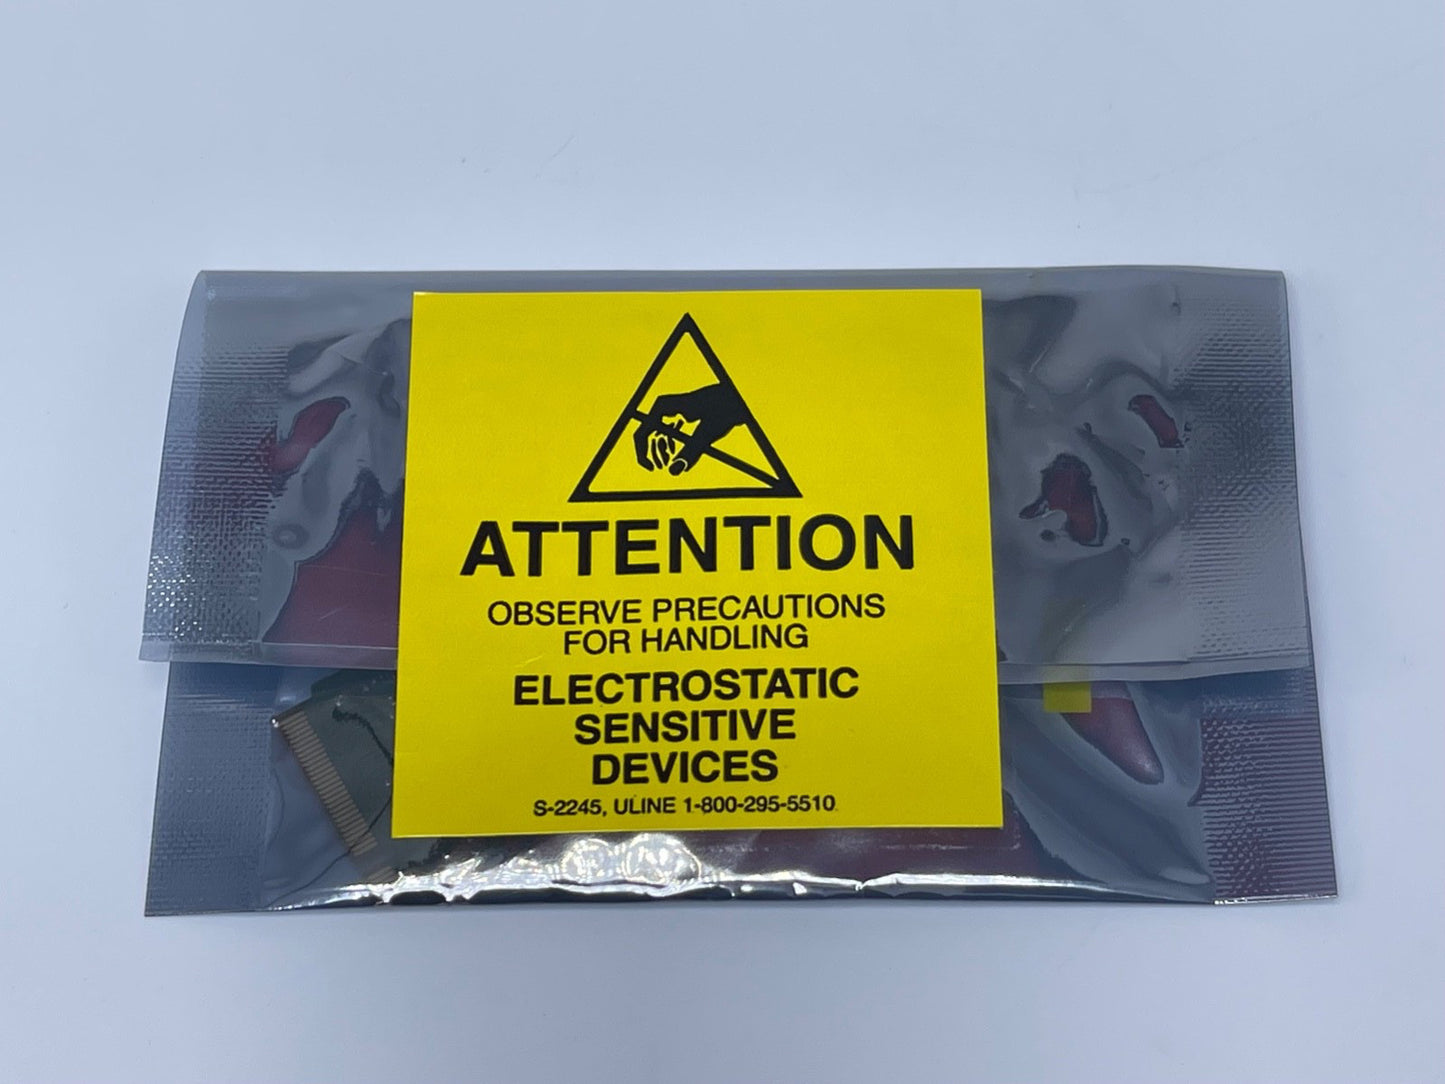 ATTENTION
OBSERVE PRECAUTIONS
FOR HANDLING
ELECTROSTATIC
SENSITIVE
DEVICES
S-2245, ULINE 1-800-295-5510